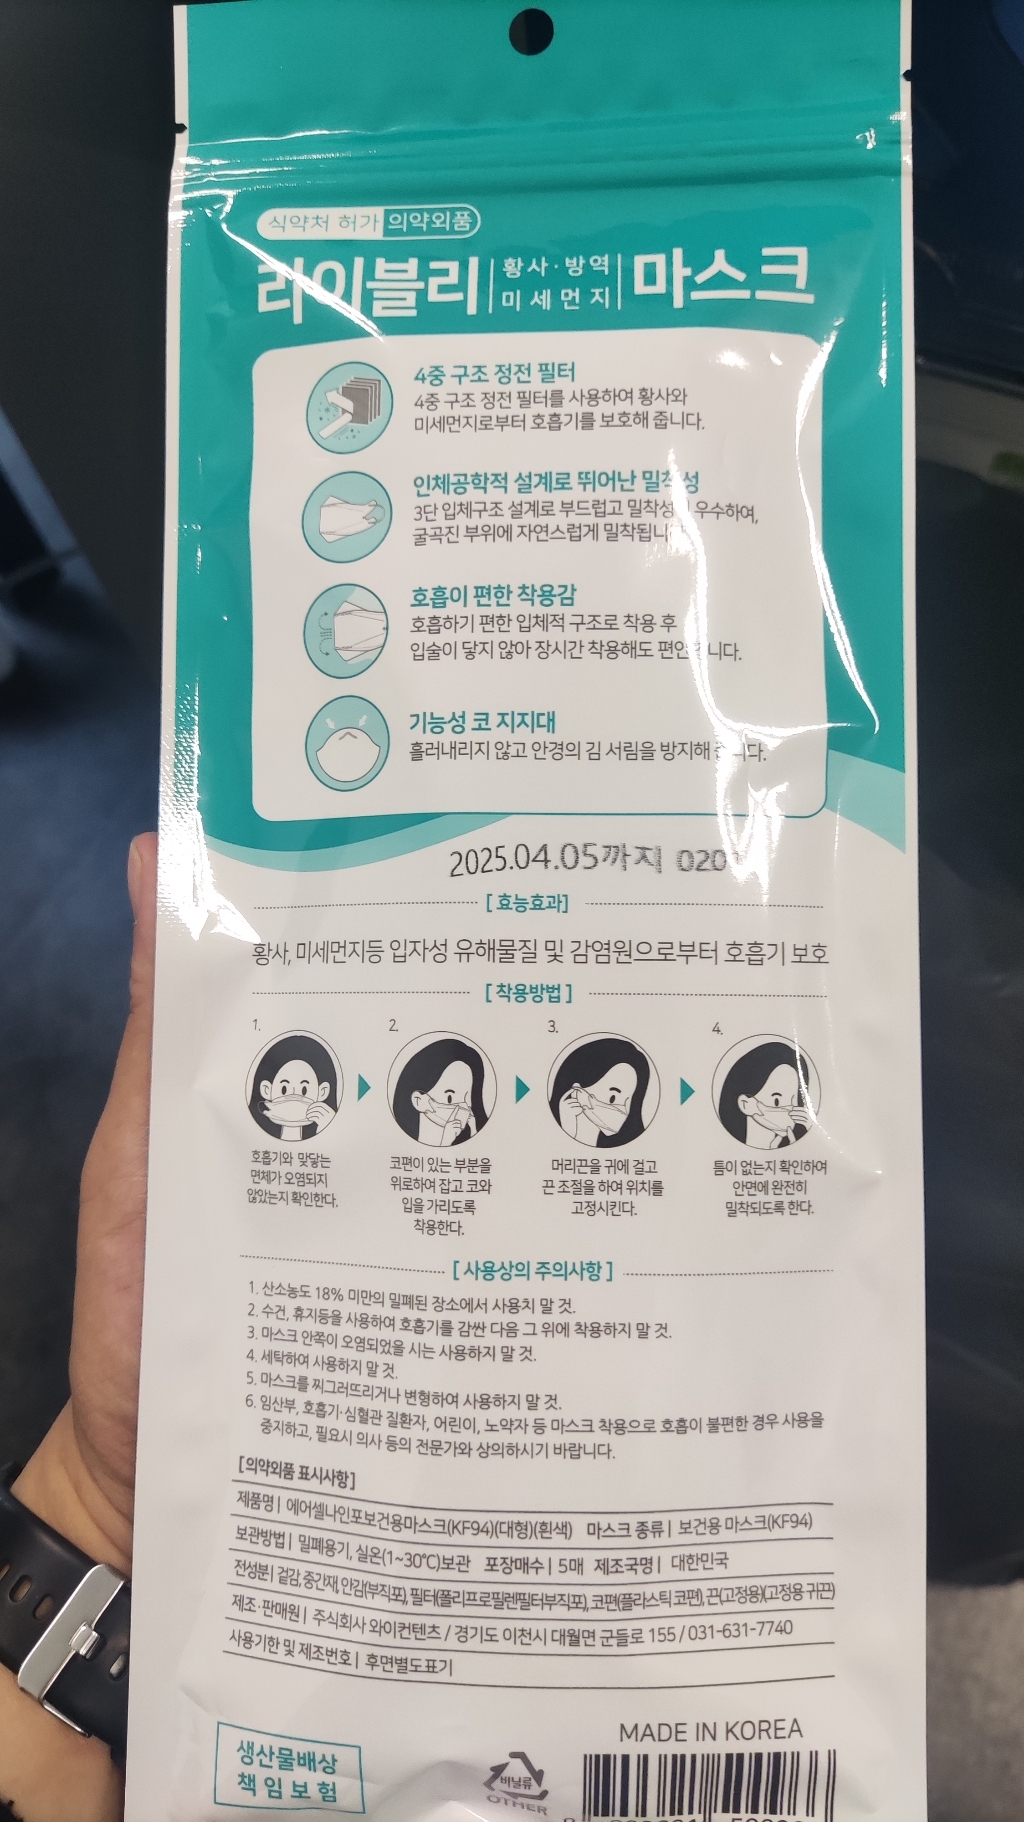 식약처 허가 의약외품
라이블리 황사·방역 미세먼지 마스크
4중 구조 정전 필터
4중 구조 정전 필터를 사용하여 황사와
미세먼지로부터 호흡기를 보호해 줍니다.
인체공학적 설계로 뛰어난 밀착성
3단 입체구조 설계로 부드럽고 우수하여,
굴곡진 부위에 자연스럽게
호흡이 편한 착용감
호흡하기 편한 입체적 구조로 착용 후
입술이 닿지 않아 장시간 착용해도
기능성 코 지지대
흘러내리지 않고 안경의 김 서림을 방지해
2025.04.05까지
[효능효과]
황사, 미세먼지등 입자성 유해물질 및 감염원으로부터 호흡기 보호
[착용방법]
1.
호흡기와 맞닿는
면체가 오염되지
않았는지 확인한다.
2.
코편이 있는 부분을
위로하여 잡고 코와
입을 가리도록
착용한다.
3.
머리끈을 귀에 걸고
끈 조절을 하여 위치를
고정시킨다.
4.
틈이 없는지 확인하여
안면에 완전히
밀착되도록 한다.
[사용상의 주의사항]
1. 산소농도 18% 미만의 밀폐된 장소에서 사용치 말 것.
2. 수건, 휴지등을 사용하여 호흡기를 감싼 다음 그 위에 착용하지 말 것.
3. 마스크 안쪽이 오염되었을 시는 사용하지 말 것.
4. 세탁하여 사용하지 말 것.
5. 마스크를 찌그러뜨리거나 변형하여 사용하지 말 것.
6. 임산부, 호흡기·심혈관 질환자, 어린이, 노약자 등 마스크 착용으로 호흡이 불편한 경우 사용을
중지하고, 필요시 의사 등의 전문가와 상의하시기 바랍니다.
[의약외품 표시사항]
제품명 | 에어셀나인포보건용마스크(KF94)(대형)(흰색) 마스크 종류 | 보건용 마스크(KF94)
보관방법 | 밀폐용기, 실온(1~30℃)보관 포장매수 | 5매 제조국명 | 대한민국
전성분 | 겉감,중간재,안감(부직포),필터(폴리프로필렌필터부직포),코편(플라스틱코편),끈(고정용)(고정용 귀끈)
제조·판매원 | 주식회사 와이컨텐츠 / 경기도 이천시 대월면 군들로 155 / 031-631-7740
사용기한 및 제조번호 | 후면별도표기
생산물배상
책임보험
비닐류
OTHER
MADE IN KOREA